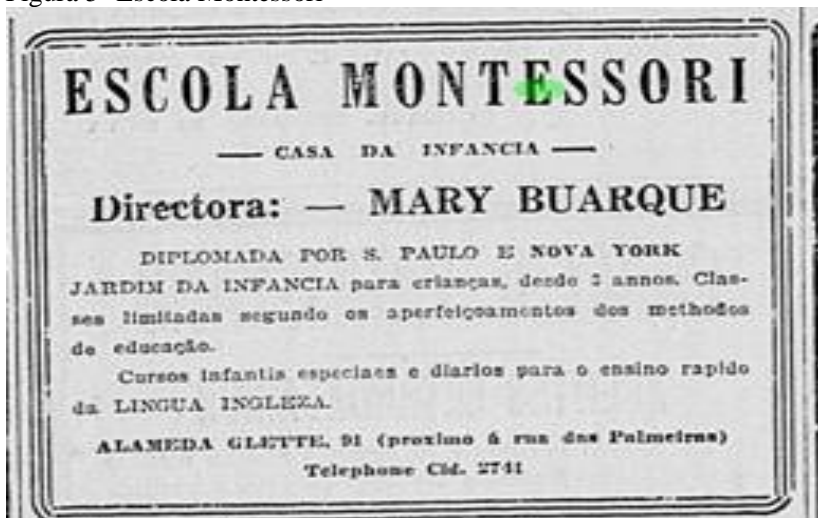 Figura 3 Escola Montessori
ESCOLA MONTESSORI
— CASA DA INFANCIA —
Directora: — MARY BUARQUE
DIPLOMADA POR S. PAULO E NOVA YORK
JARDIM DA INFANCIA para crianças, desde annos. Clas-
ses limitadas segundo os aperfeiçoamentos dos methodos
de educação.
Cursos infantis especiaes e diarios para o ensino rapido
da LINGUA INGLEZA.
ALAMEDA GLETTE, 91 (proximo á rua das Palmeiras)
Telephone Cid. 2741